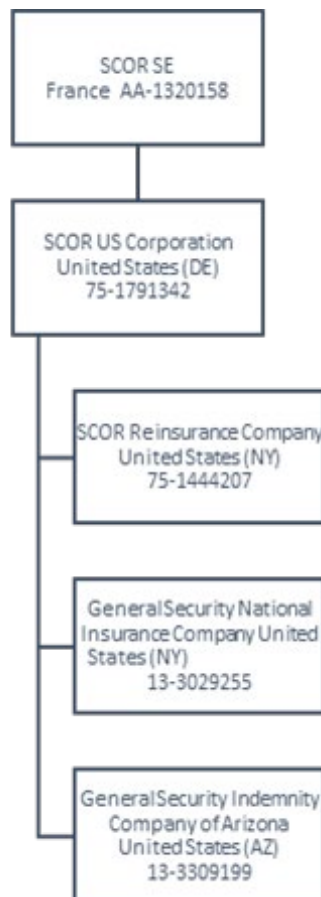 SCOR SE
France AA-1320158
SCOR US Corporation
United States (DE)
75-1791342
SCOR Reinsurance Company
United States (NY)
75-1444207
General Security National
Insurance Company United
States (NY)
13-3029255
General Security Indemnity
Company of Arizona
United States (AZ)
13-3309199